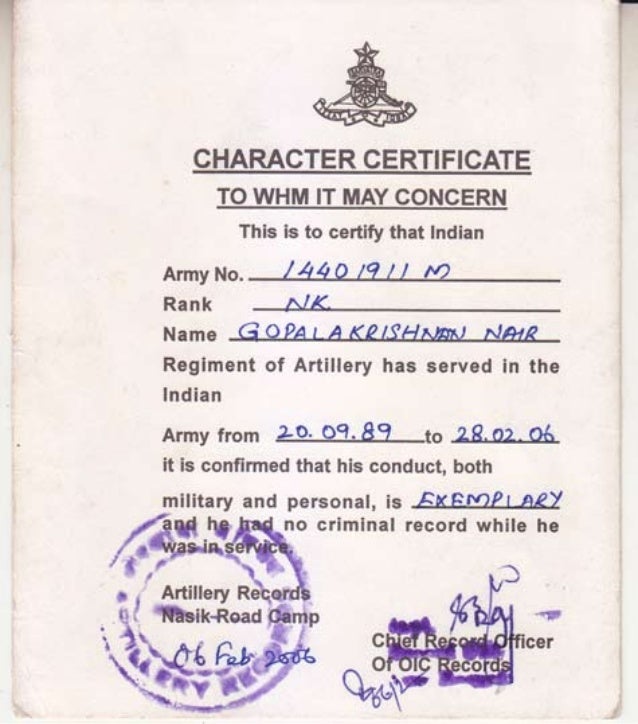 CHARACTER CERTIFICATE
TO WHM IT MAY CONCERN
This is to certify that Indian
Army No. 14401911 M
Rank NK
Name GOPALAKRISHNAN NAIR
Regiment of Artillery has served in the
Indian
Army from 20.09.89 to 28.02.06
it is confirmed that his conduct, both
military and personal, is EXEMPLARY
and he had no criminal record while he
was in service.
Artillery Records
Nasik-Road Camp
06 Feb 2006
Chief Record Officer
Of OIC Records
ARTILLERY RECORDS